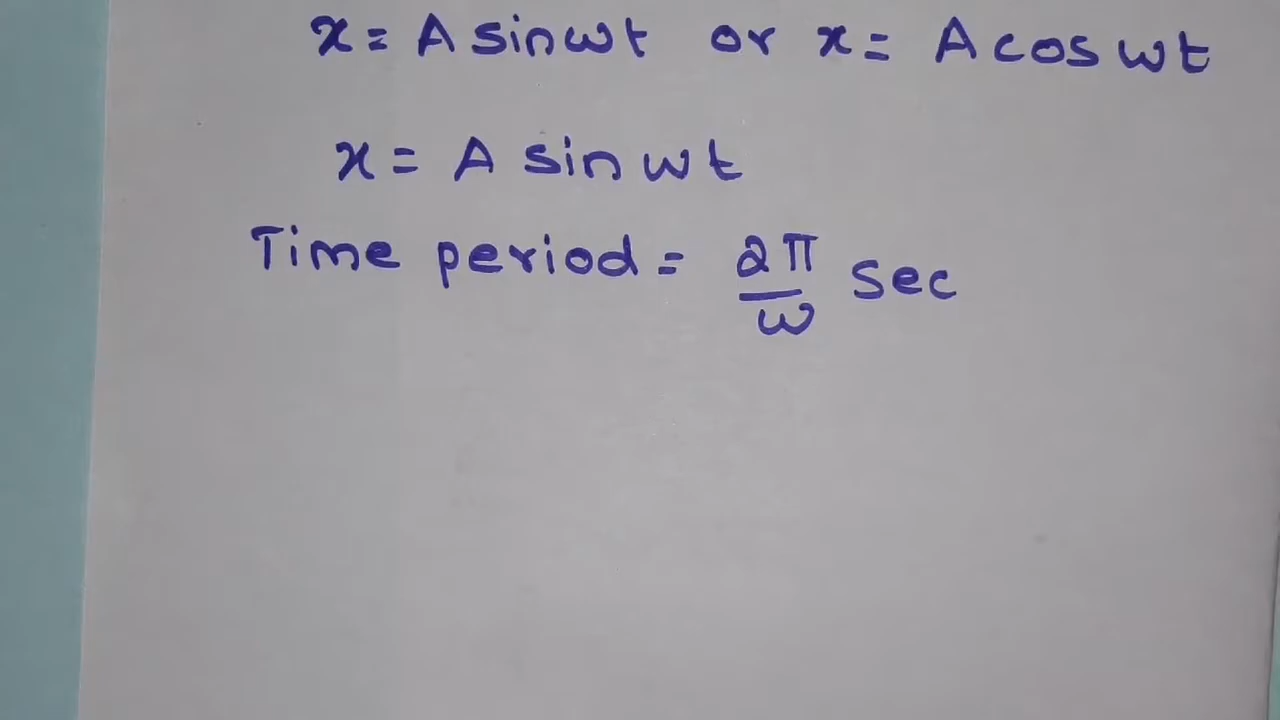 x = A sinωt or x = A cos ωt
x = A sin ωt
Time period = 2π/ω sec